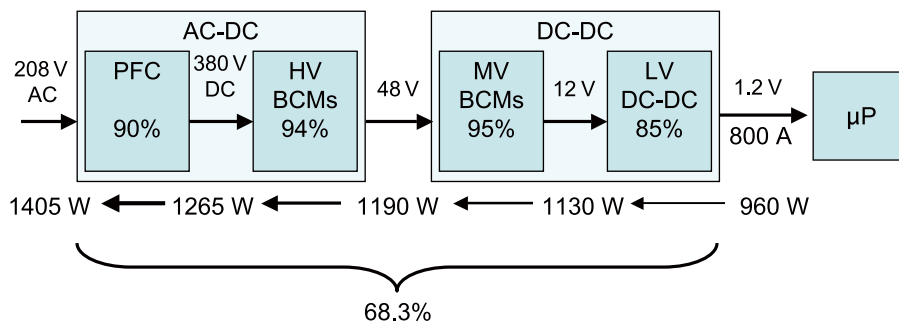 AC-DC
DC-DC
208 V
AC
PFC
90%
380 V
DC
HV
BCMs
94%
48 V
MV
BCMs
95%
12 V
LV
DC-DC
85%
1.2 V
800 A
µP
1405 W
1265 W
1190 W
1130 W
960 W
68.3%